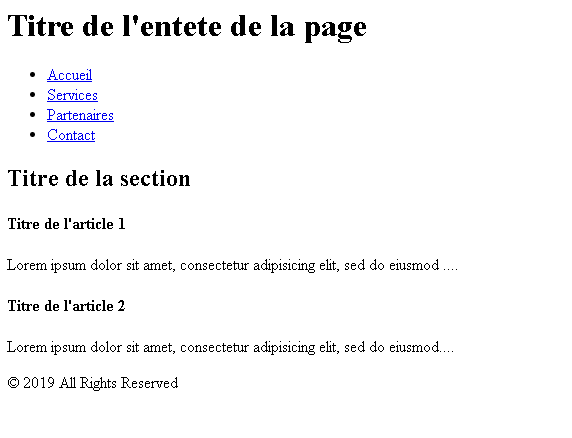 Titre de l'entete de la page
Accueil
Services
Partenaires
Contact
Titre de la section
Titre de l'article 1
Lorem ipsum dolor sit amet, consectetur adipisicing elit, sed do eiusmod ....
Titre de l'article 2
Lorem ipsum dolor sit amet, consectetur adipisicing elit, sed do eiusmod....
© 2019 All Rights Reserved